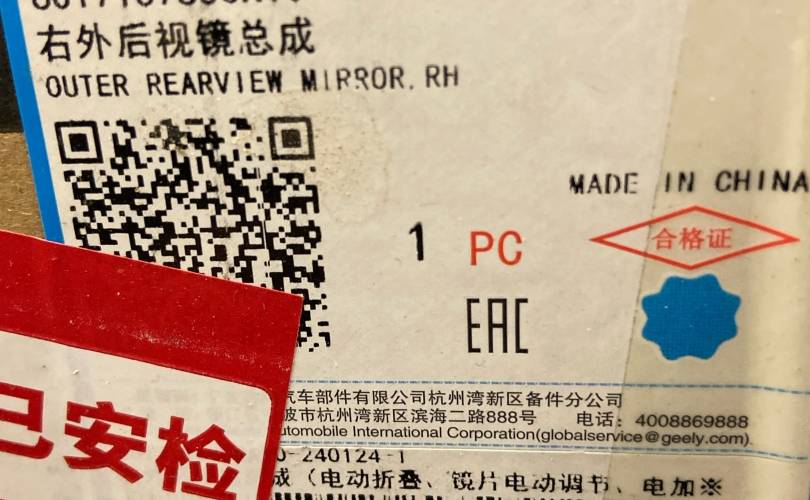 右外后视镜总成
OUTER REARVIEW MIRROR, RH
MADE IN CHINA
1 PC
合格证
EAC
已安检
汽车部件有限公司杭州湾新区备件分公司
波市杭州湾新区滨海二路888号 电话: 4008869888
utomobile International Corporation(globalservice@geely.com).
0-240124-1
成（电动折叠、镜片电动调节、电加※